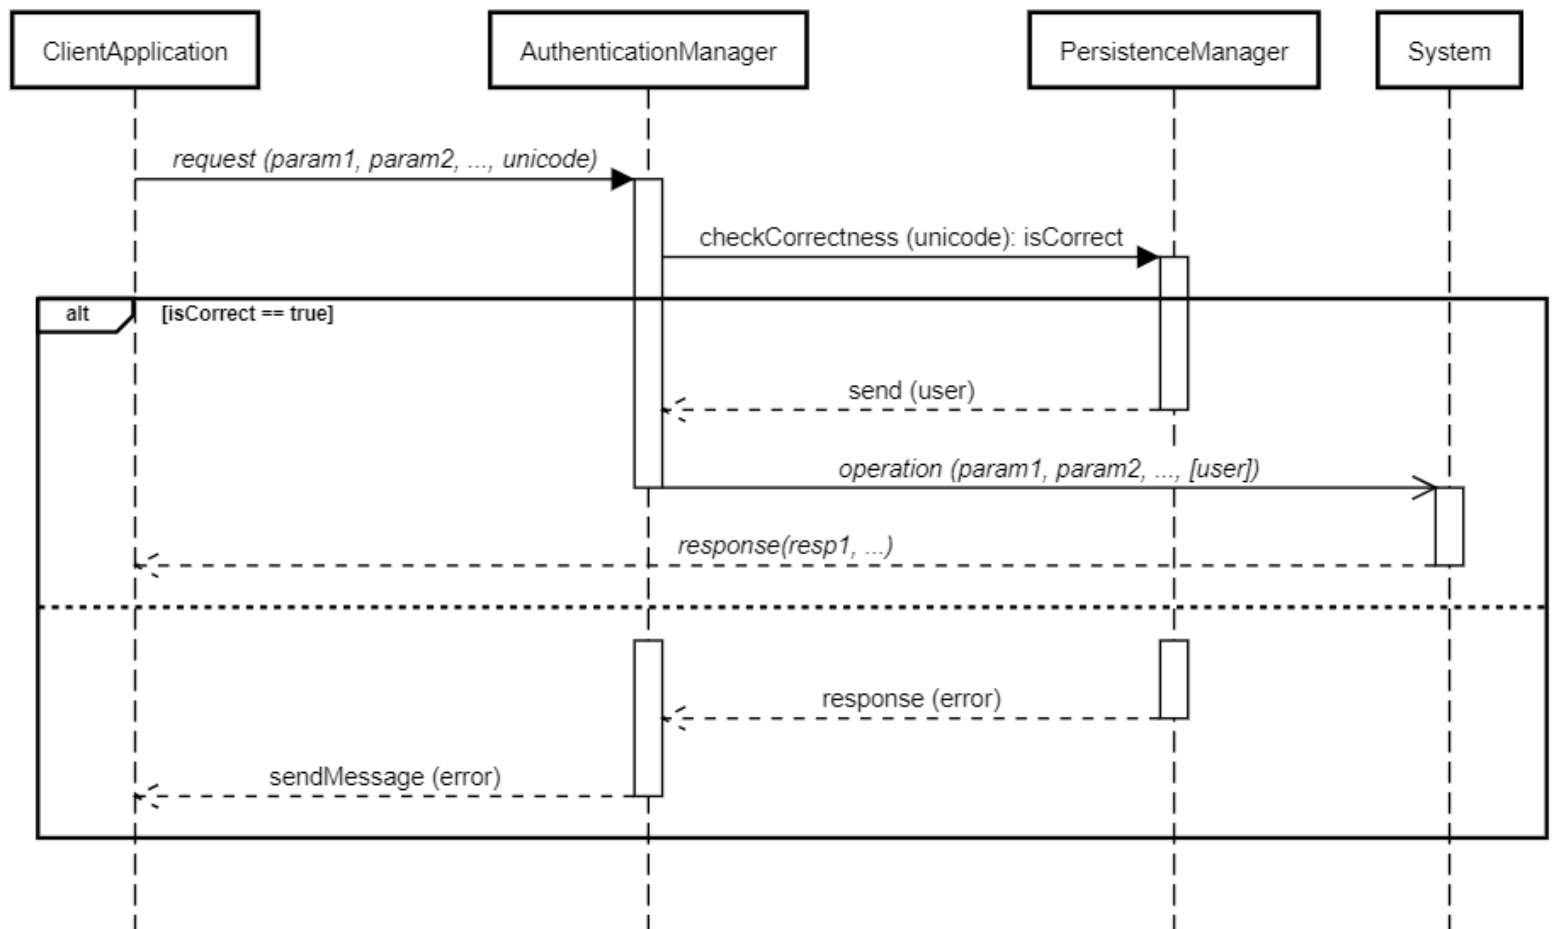 ClientApplication
AuthenticationManager
PersistenceManager
System
request (param1, param2, ..., unicode)
checkCorrectness (unicode): isCorrect
alt
[isCorrect == true]
send (user)
operation (param1, param2, ..., [user])
response(resp1, ...)
response (error)
sendMessage (error)